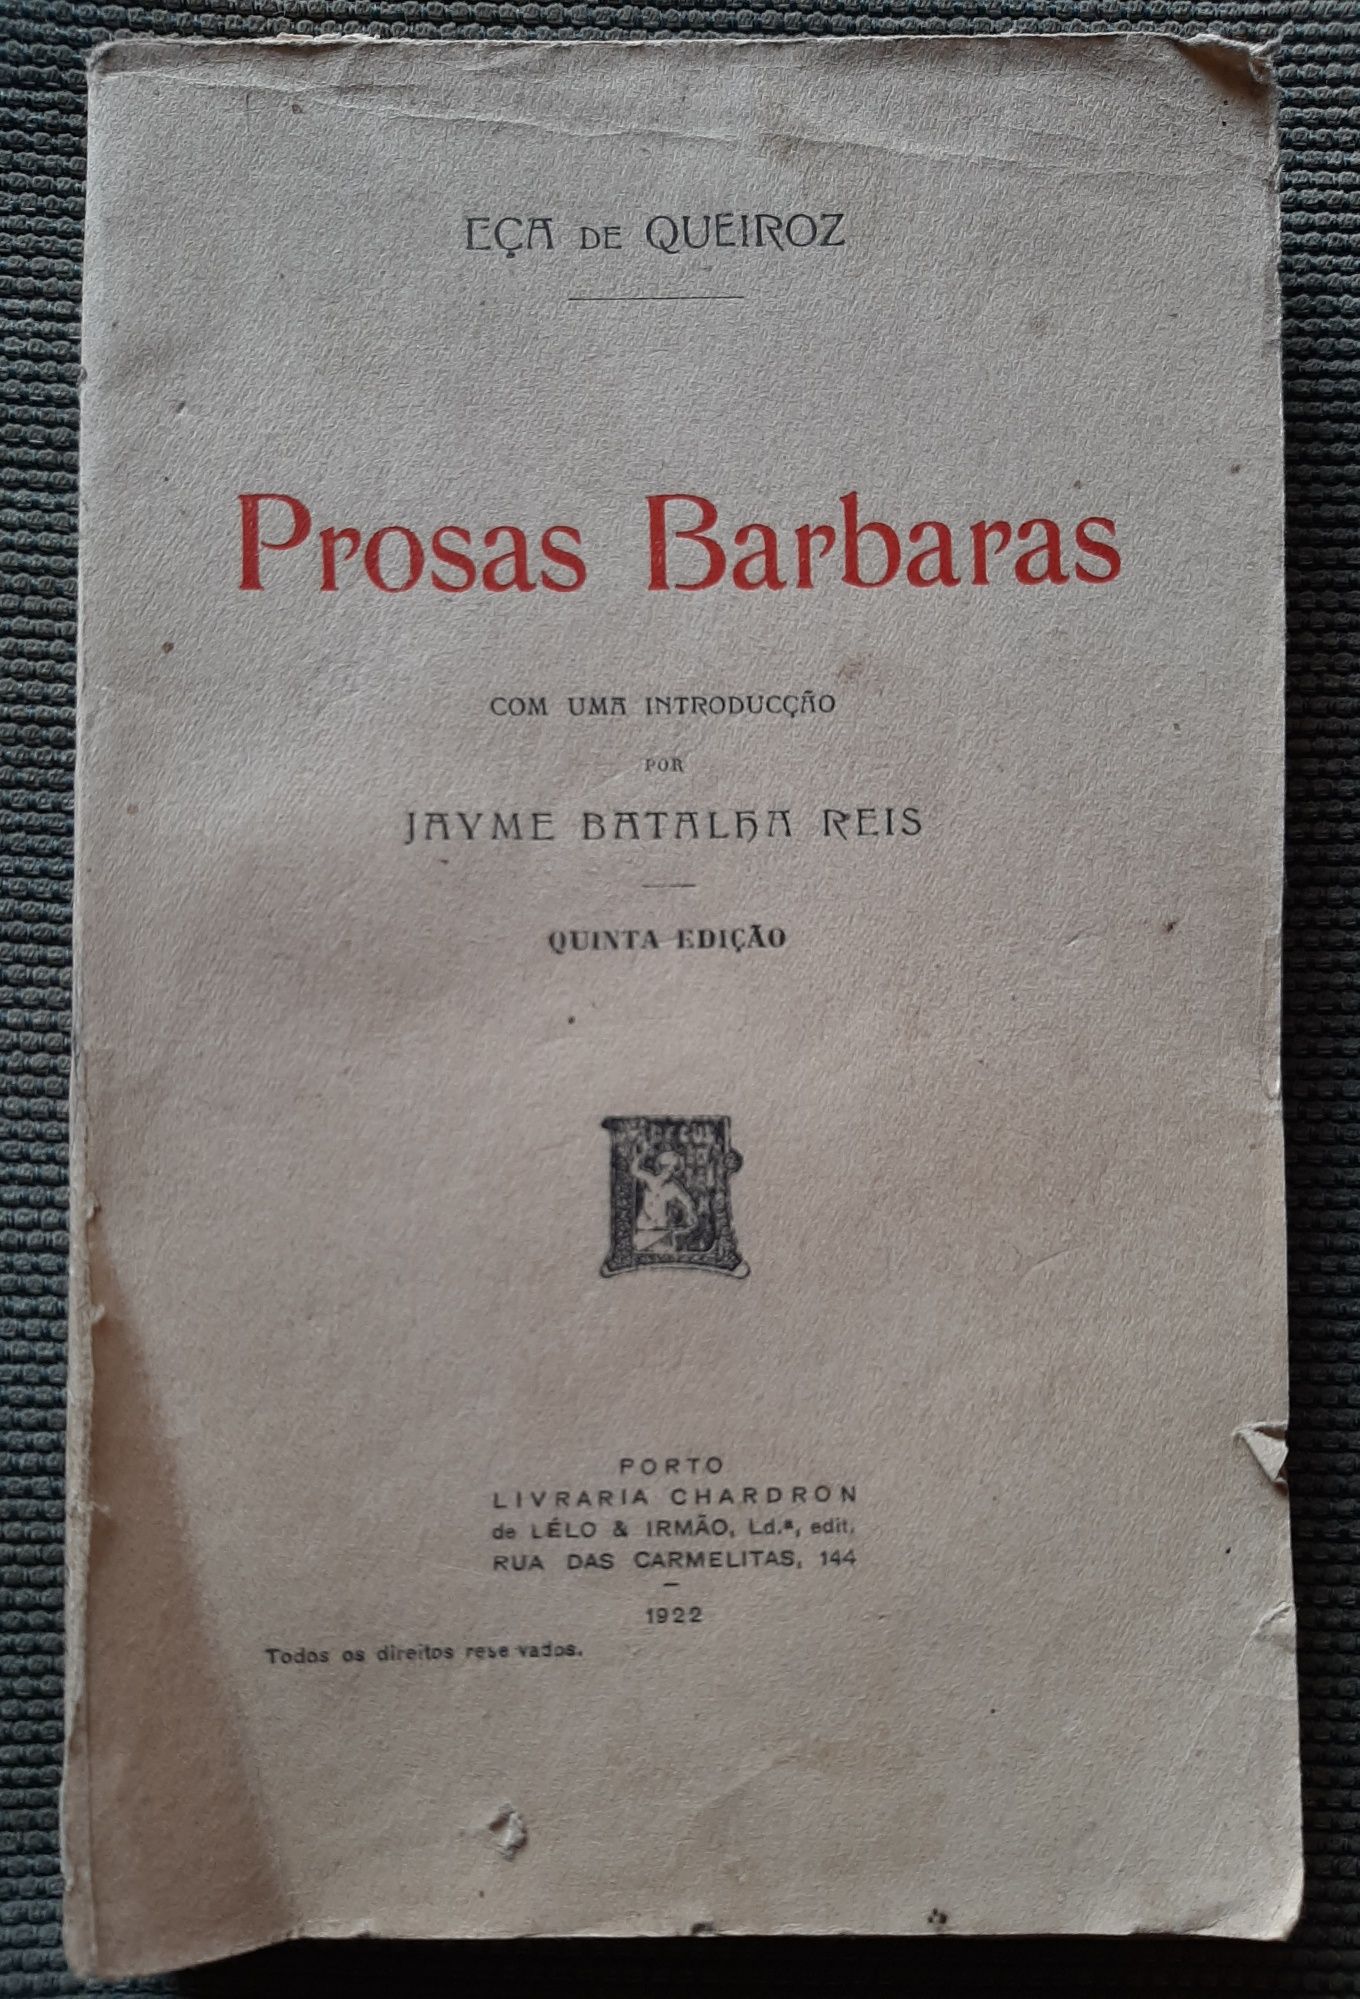 EÇA DE QUEIROZ
Prosas Barbaras
COM UMA INTRODUCÇÃO
POR
JAYME BATALHA REIS
QUINTA EDIÇÃO
PORTO
LIVRARIA CHARDRON
de LÉLO & IRMÃO, Ld.ª, edit.
RUA DAS CARMELITAS, 144
1922
Todos os direitos rese vados.